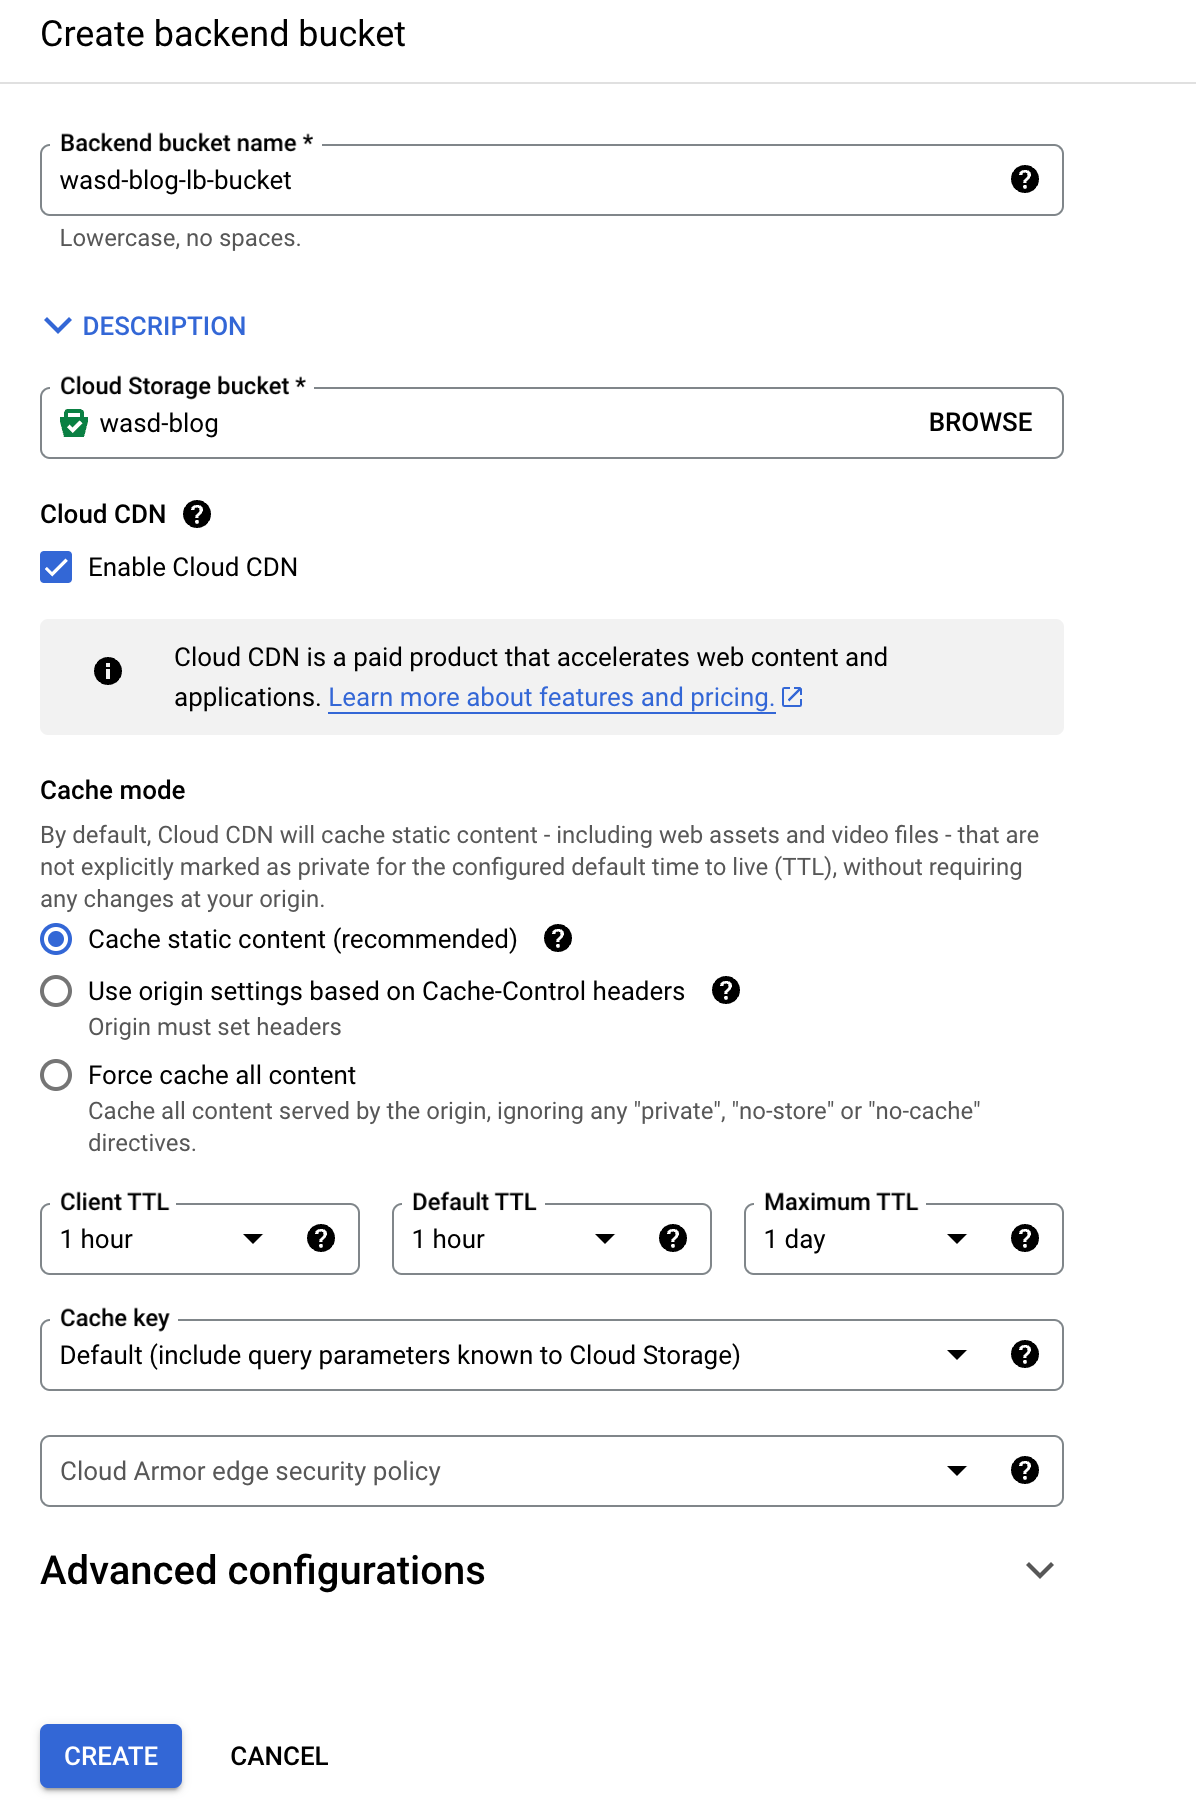 Create backend bucket
Backend bucket name *
wasd-blog-lb-bucket
Lowercase, no spaces.
DESCRIPTION
Cloud Storage bucket *
wasd-blog
BROWSE
Cloud CDN
Enable Cloud CDN
Cloud CDN is a paid product that accelerates web content and
applications. Learn more about features and pricing.
Cache mode
By default, Cloud CDN will cache static content - including web assets and video files - that are
not explicitly marked as private for the configured default time to live (TTL), without requiring
any changes at your origin.
Cache static content (recommended)
Use origin settings based on Cache-Control headers
Origin must set headers
Force cache all content
Cache all content served by the origin, ignoring any "private", "no-store" or "no-cache"
directives.
Client TTL
1 hour
Default TTL
1 hour
Maximum TTL
1 day
Cache key
Default (include query parameters known to Cloud Storage)
Cloud Armor edge security policy
Advanced configurations
CREATE
CANCEL